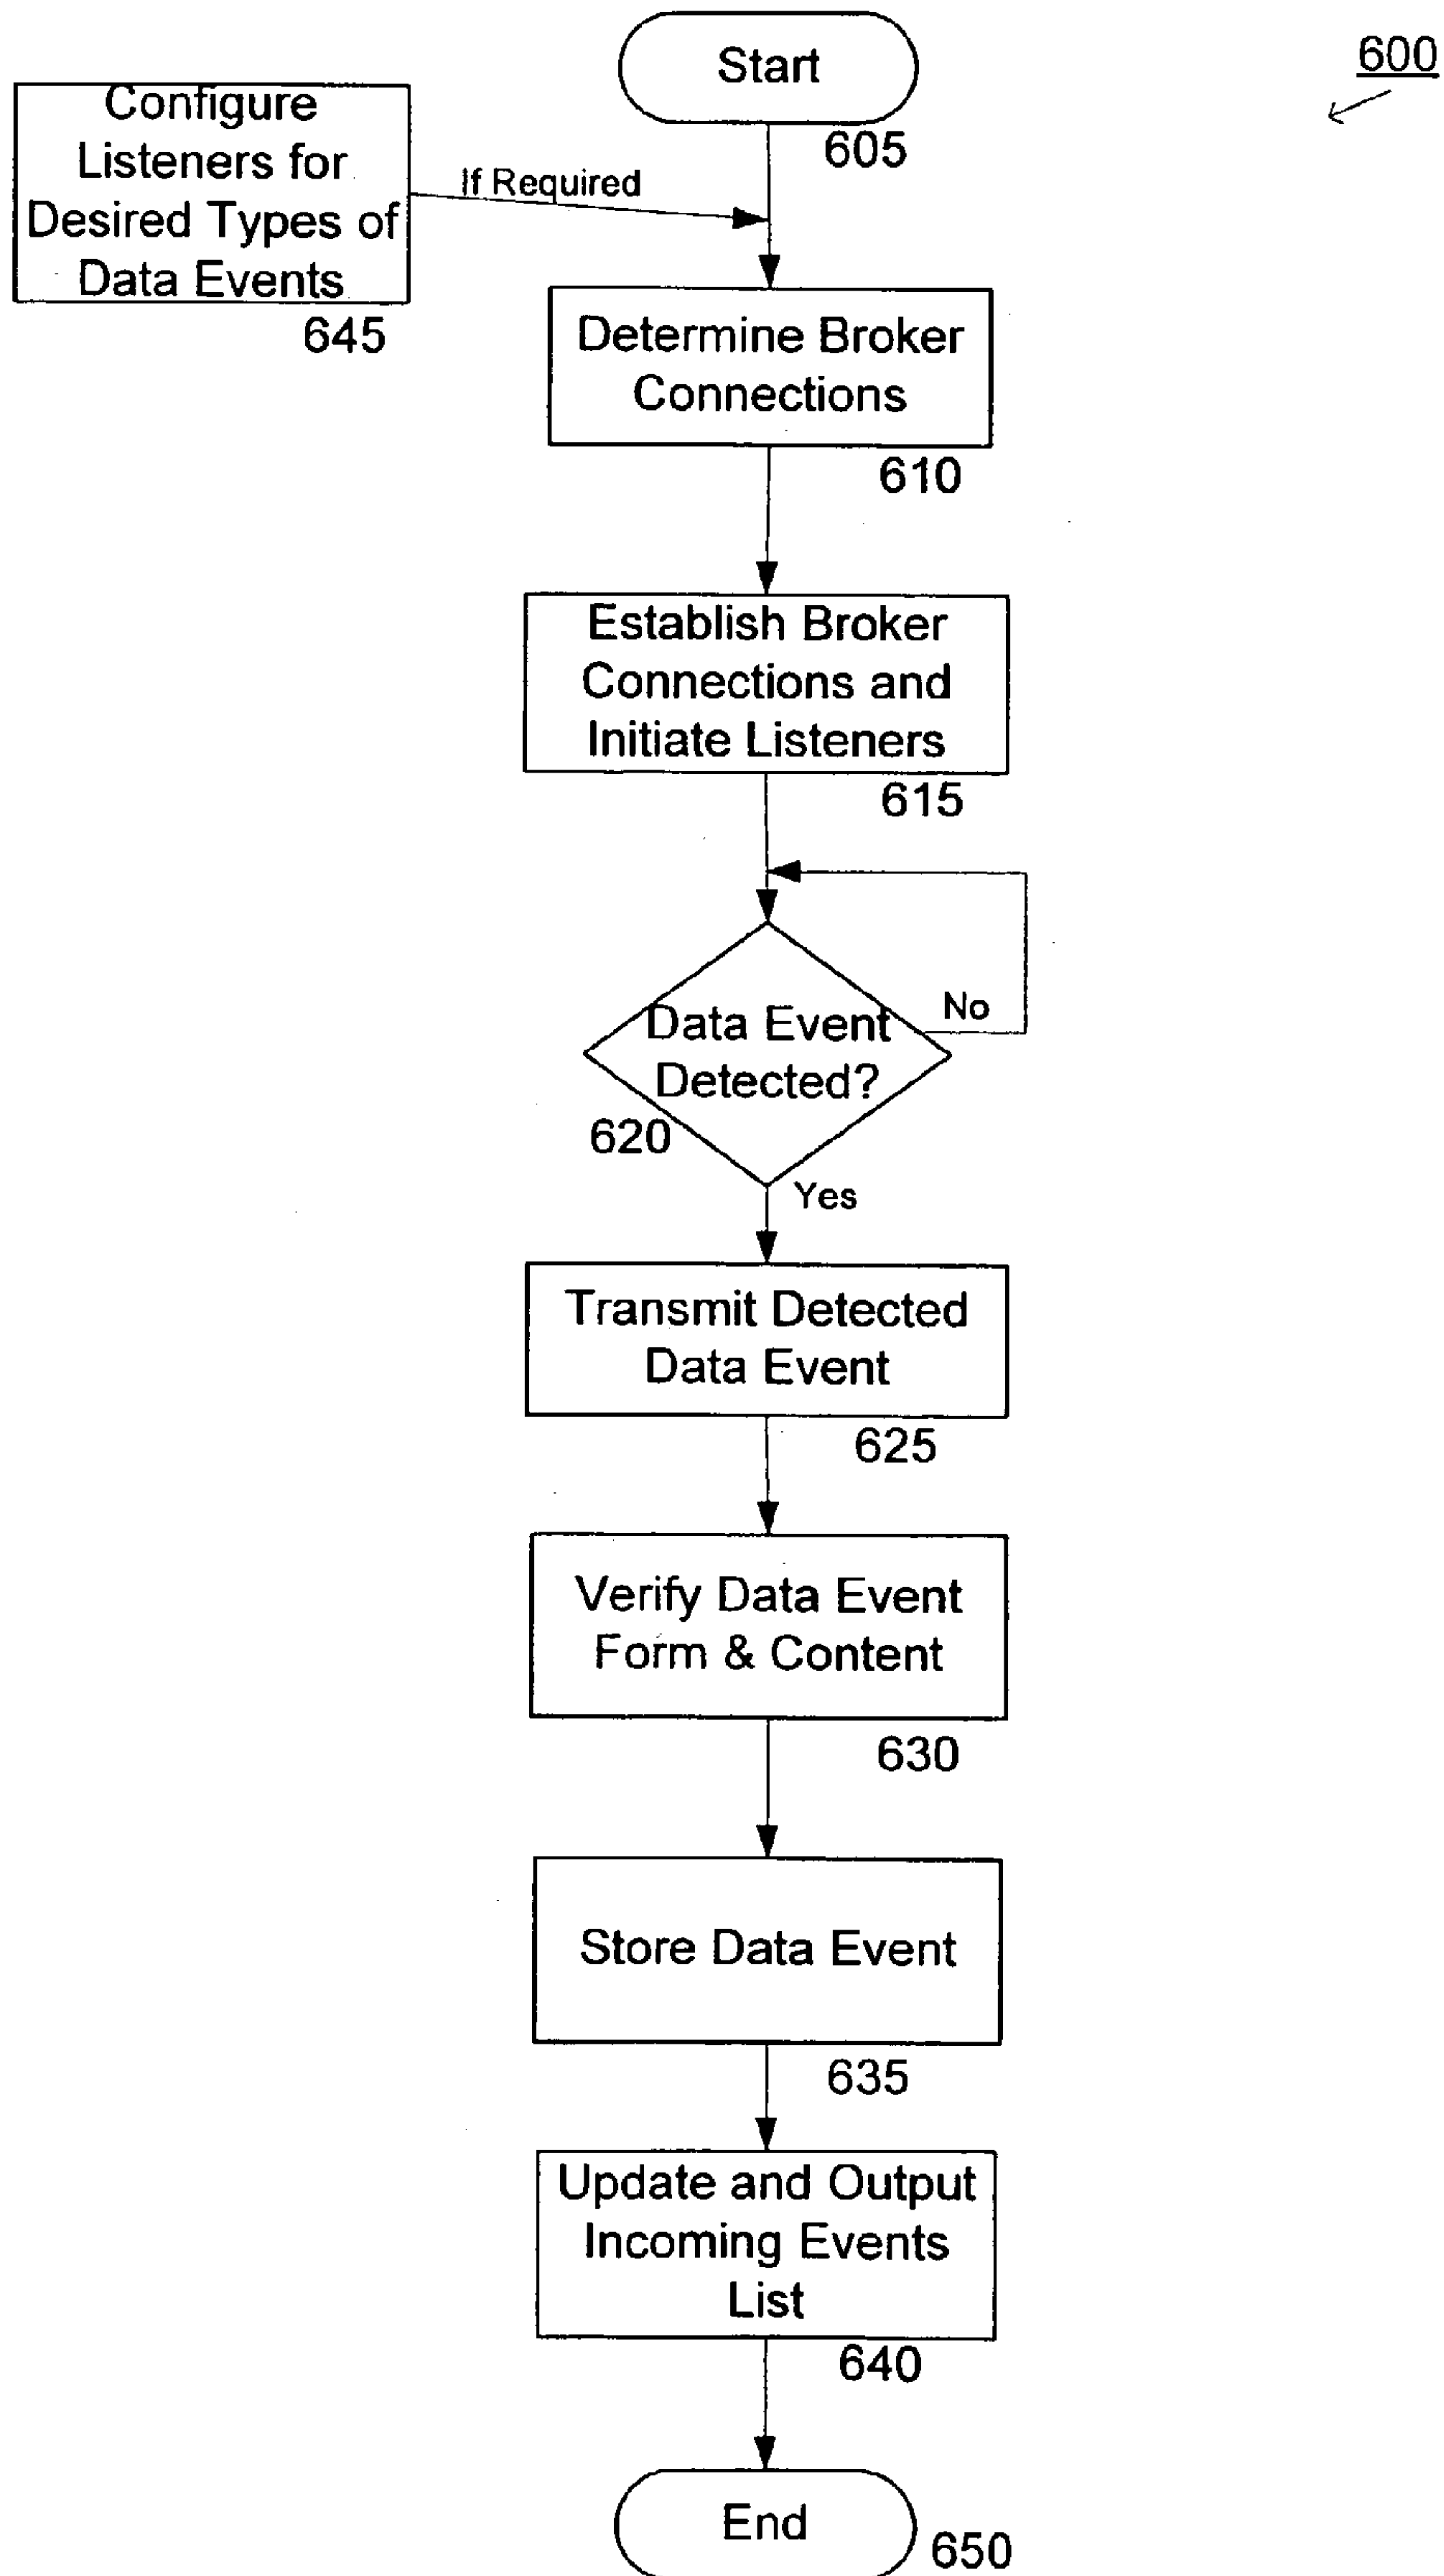 600
Start
605
Configure
Listeners for
Desired Types of
Data Events
645
If Required
Determine Broker
Connections
610
Establish Broker
Connections and
Initiate Listeners
615
Data Event
Detected?
No
620
Yes
Transmit Detected
Data Event
625
Verify Data Event
Form & Content
630
Store Data Event
635
Update and Output
Incoming Events
List
640
End
650